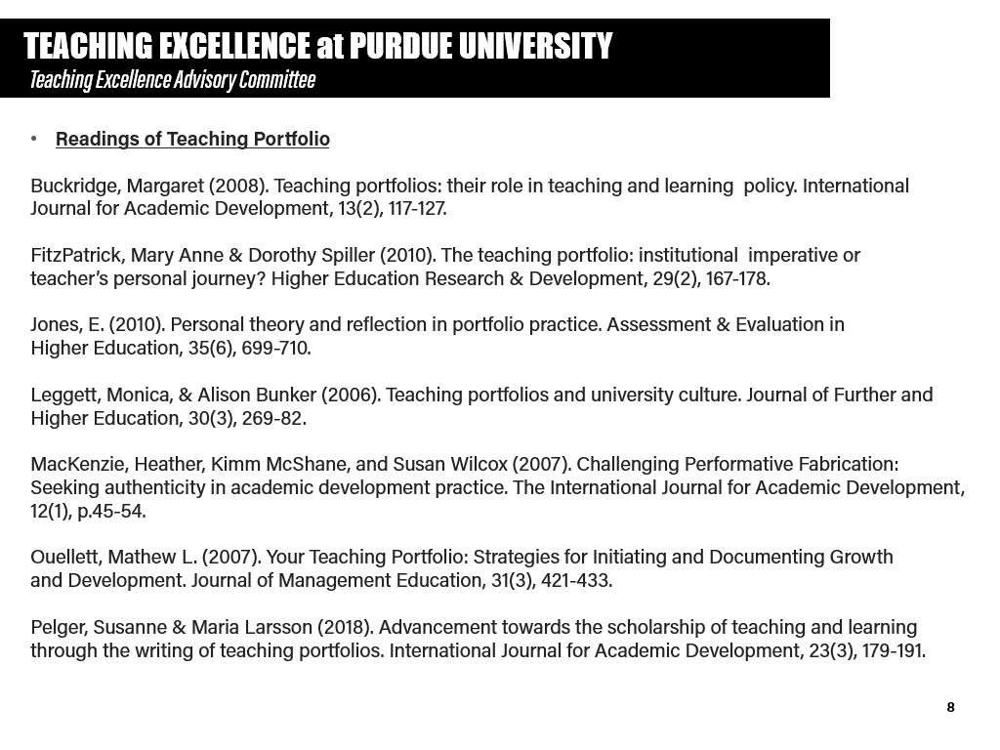 TEACHING EXCELLENCE at PURDUE UNIVERSITY
Teaching Excellence Advisory Committee
• Readings of Teaching Portfolio
Buckridge, Margaret (2008). Teaching portfolios: their role in teaching and learning  policy. International
Journal for Academic Development, 13(2), 117-127.
FitzPatrick, Mary Anne & Dorothy Spiller (2010). The teaching portfolio: institutional  imperative or
teacher's personal journey? Higher Education Research & Development, 29(2), 167-178.
Jones, E. (2010). Personal theory and reflection in portfolio practice. Assessment & Evaluation in
Higher Education, 35(6), 699-710.
Leggett, Monica, & Alison Bunker (2006). Teaching portfolios and university culture. Journal of Further and
Higher Education, 30(3), 269-82.
MacKenzie, Heather, Kimm McShane, and Susan Wilcox (2007). Challenging Performative Fabrication:
Seeking authenticity in academic development practice. The International Journal for Academic Development,
12(1), p.45-54.
Ouellett, Mathew L. (2007). Your Teaching Portfolio: Strategies for Initiating and Documenting Growth
and Development. Journal of Management Education, 31(3), 421-433.
Pelger, Susanne & Maria Larsson (2018). Advancement towards the scholarship of teaching and learning
through the writing of teaching portfolios. International Journal for Academic Development, 23(3), 179-191.
8